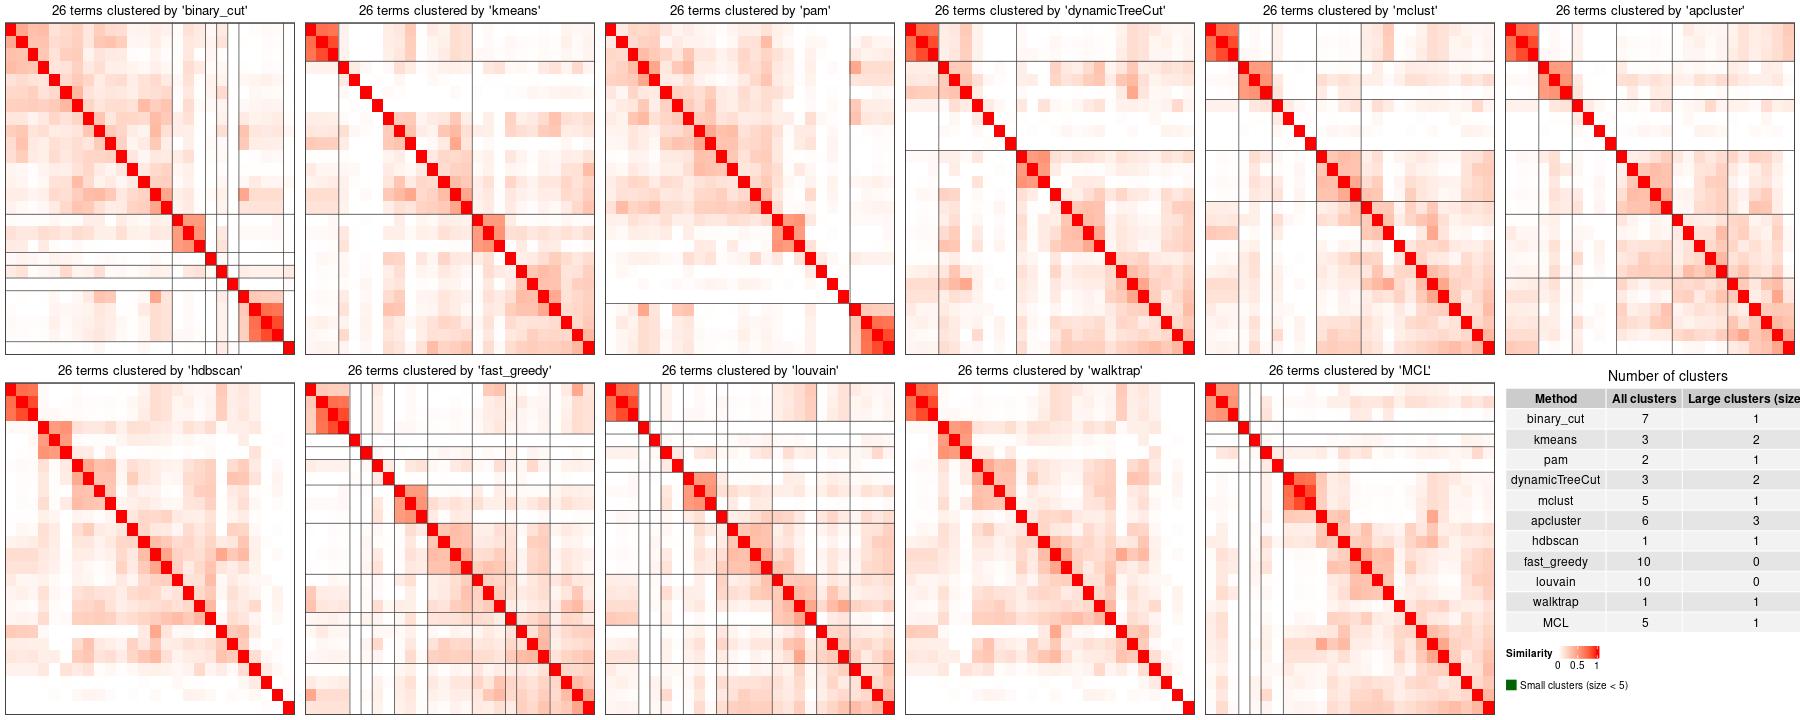 26 terms clustered by 'binary_cut'
26 terms clustered by 'kmeans'
26 terms clustered by 'pam'
26 terms clustered by 'dynamicTreeCut'
26 terms clustered by 'mclust'
26 terms clustered by 'apcluster'
26 terms clustered by 'hdbscan'
26 terms clustered by 'fast_greedy'
26 terms clustered by 'louvain'
26 terms clustered by 'walktrap'
26 terms clustered by 'MCL'
Number of clusters
Method All clusters Large clusters (size
binary_cut 7 1
kmeans 3 2
pam 2 1
dynamicTreeCut 3 2
mclust 5 1
apcluster 6 3
hdbscan 1 1
fast_greedy 10 0
louvain 10 0
walktrap 1 1
MCL 5 1
Similarity
0 0.5 1
Small clusters (size < 5)